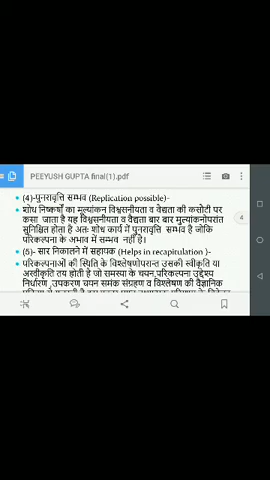 PEEYUSH GUPTA final(1).pdf
(4)-पुनरावृत्ति सम्भव (Replication possible)-
शोध निष्कर्षों का मूल्यांकन विश्वसनीयता व वैद्यता की कसोटी पर
कसा जाता है यह विश्वसनीयता व वैद्यता बार बार मुल्यांकनोपरांत
सुनिश्चित होता है अतः शोध कार्य में पुनरावृत्ति सम्भव है जोकि
परिकल्पना के अभाव में सम्भव नहीं है।
4
(5)- सार निकालने में सहायक (Helps in recapitulation )-
परिकल्पनाओं की स्थिति के विश्लेषणोपरान्त उसकी स्वीकृति या
अस्वीकृति तय होती है जो समस्या के चयन,परिकल्पना उद्देश्य
निर्धारण ,उपकरण चयन समंक संग्रहण व विश्लेषण की वैज्ञानिक